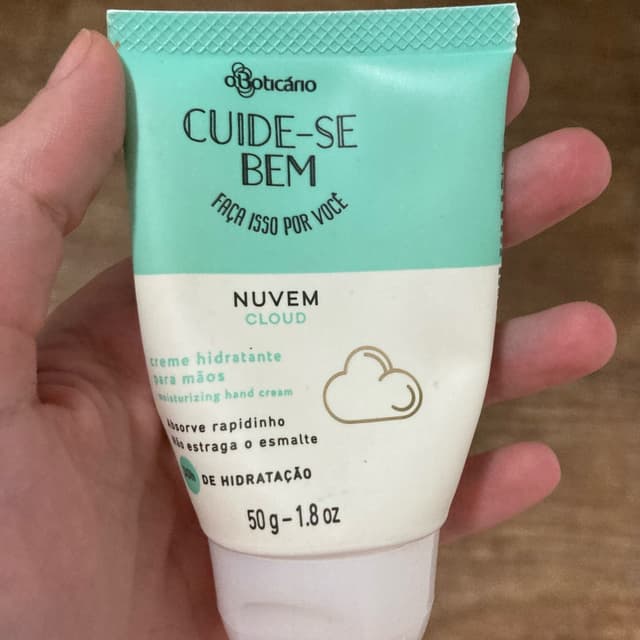 oBoticário
CUIDE-SE
BEM
FAÇA ISSO POR VOCÊ
NUVEM
CLOUD
creme hidratante
para mãos
moisturizing hand cream
Absorve rapidinho
Não estraga o esmalte
DE HIDRATAÇÃO
50 g – 1.8 oz